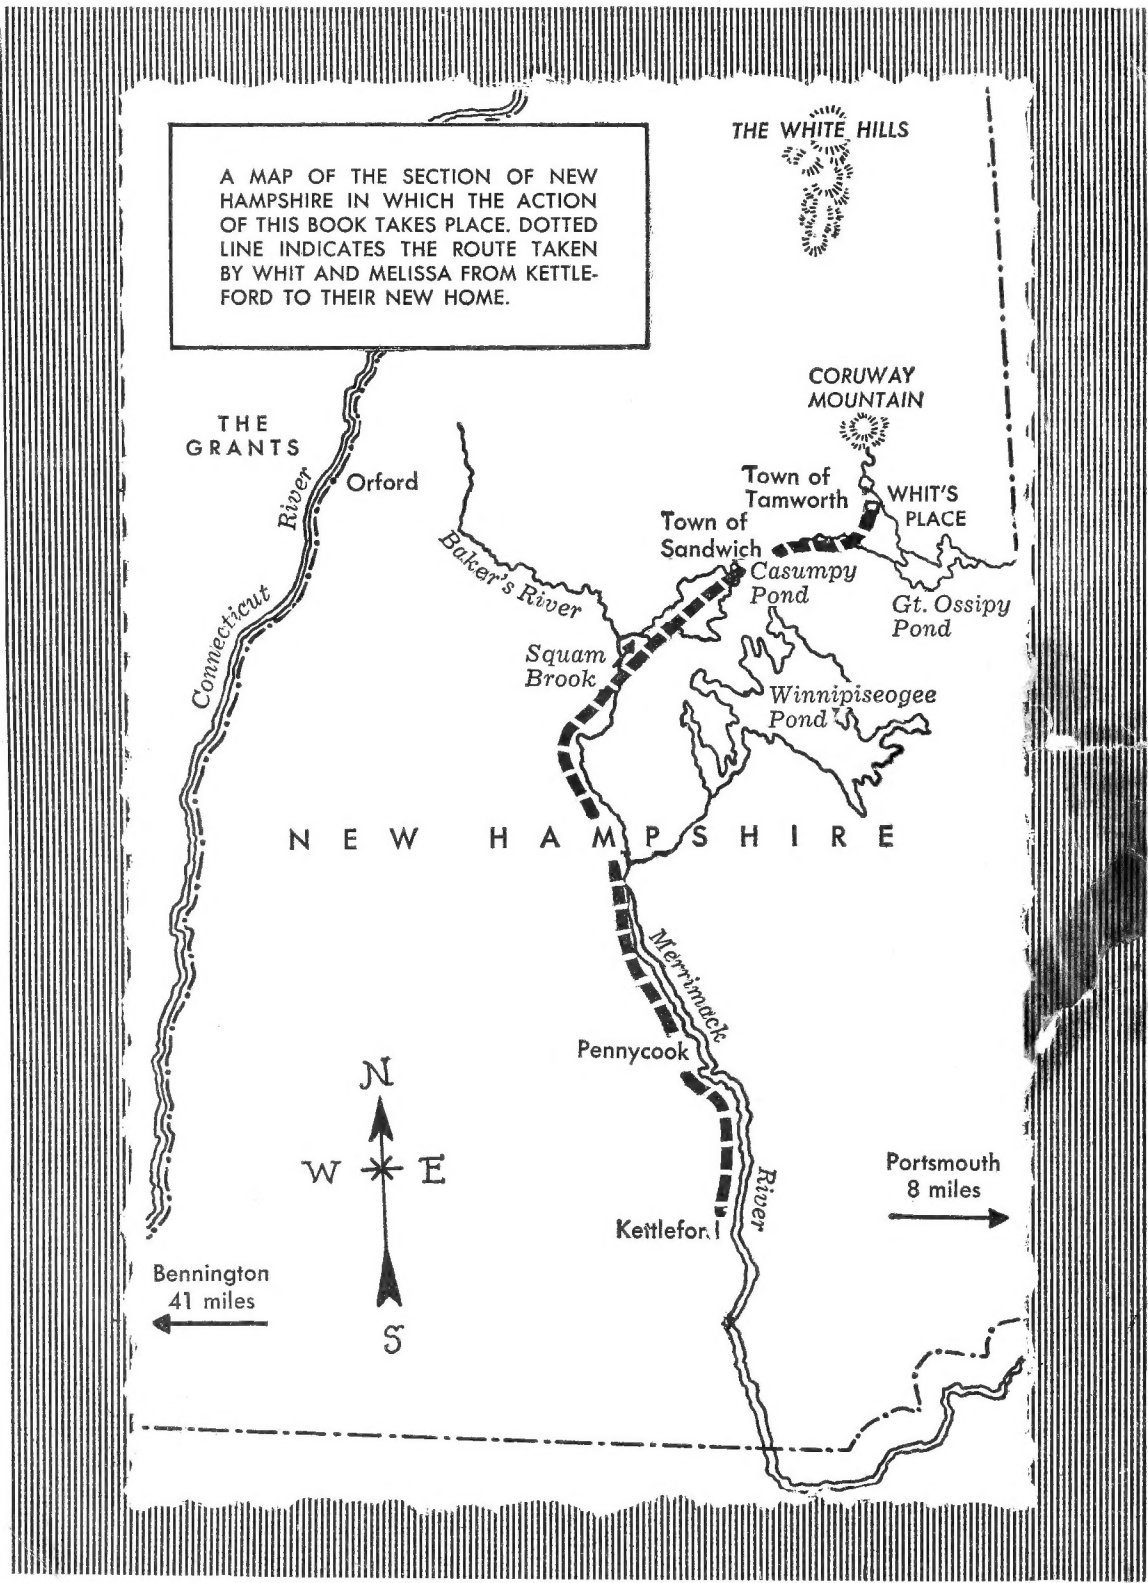 THE WHITE HILLS
A MAP OF THE SECTION OF NEW
HAMPSHIRE IN WHICH THE ACTION
OF THIS BOOK TAKES PLACE. DOTTED
LINE INDICATES THE ROUTE TAKEN
BY WHIT AND MELISSA FROM KETTLE-
FORD TO THEIR NEW HOME.
CORUWAY
MOUNTAIN
THE
GRANTS
Orford
Connecticut
River
Town of
Tamworth
WHIT'S
PLACE
Town of
Sandwich
Baker's River
Casumpy
Pond
Gt. Ossipy
Pond
Squam
Brook
Winnipiseogee
Pond
NEW HAMPSHIRE
Merrimack
River
Pennycook
N
W E
S
Portsmouth
8 miles
Kettleford
Bennington
41 miles